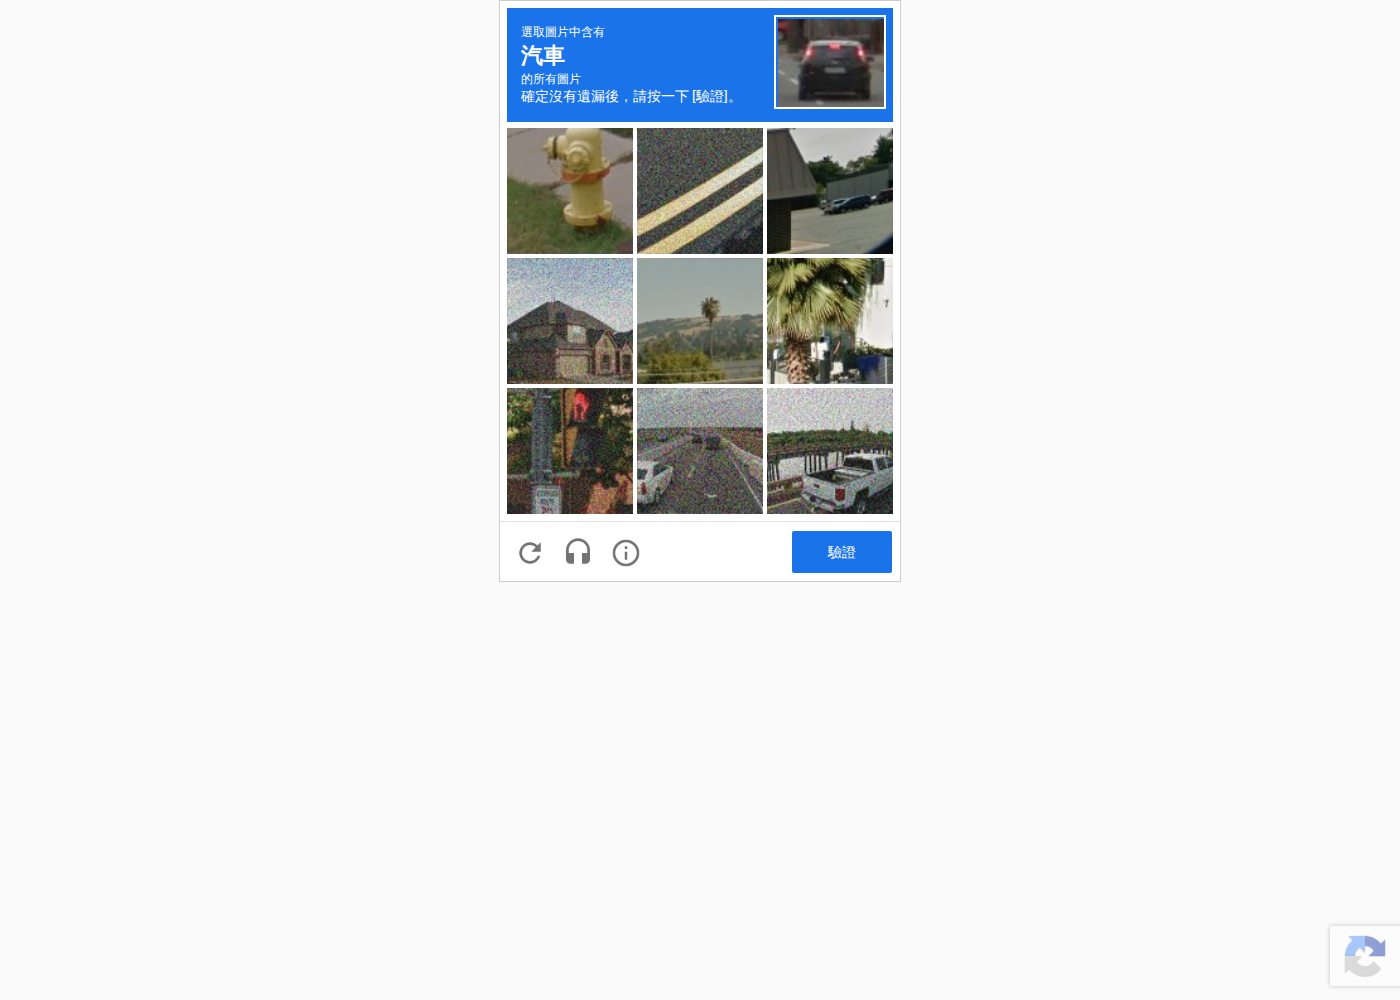 選取圖片中含有
汽車
的所有圖片
確定沒有遺漏後，請按一下 [驗證]。
驗證